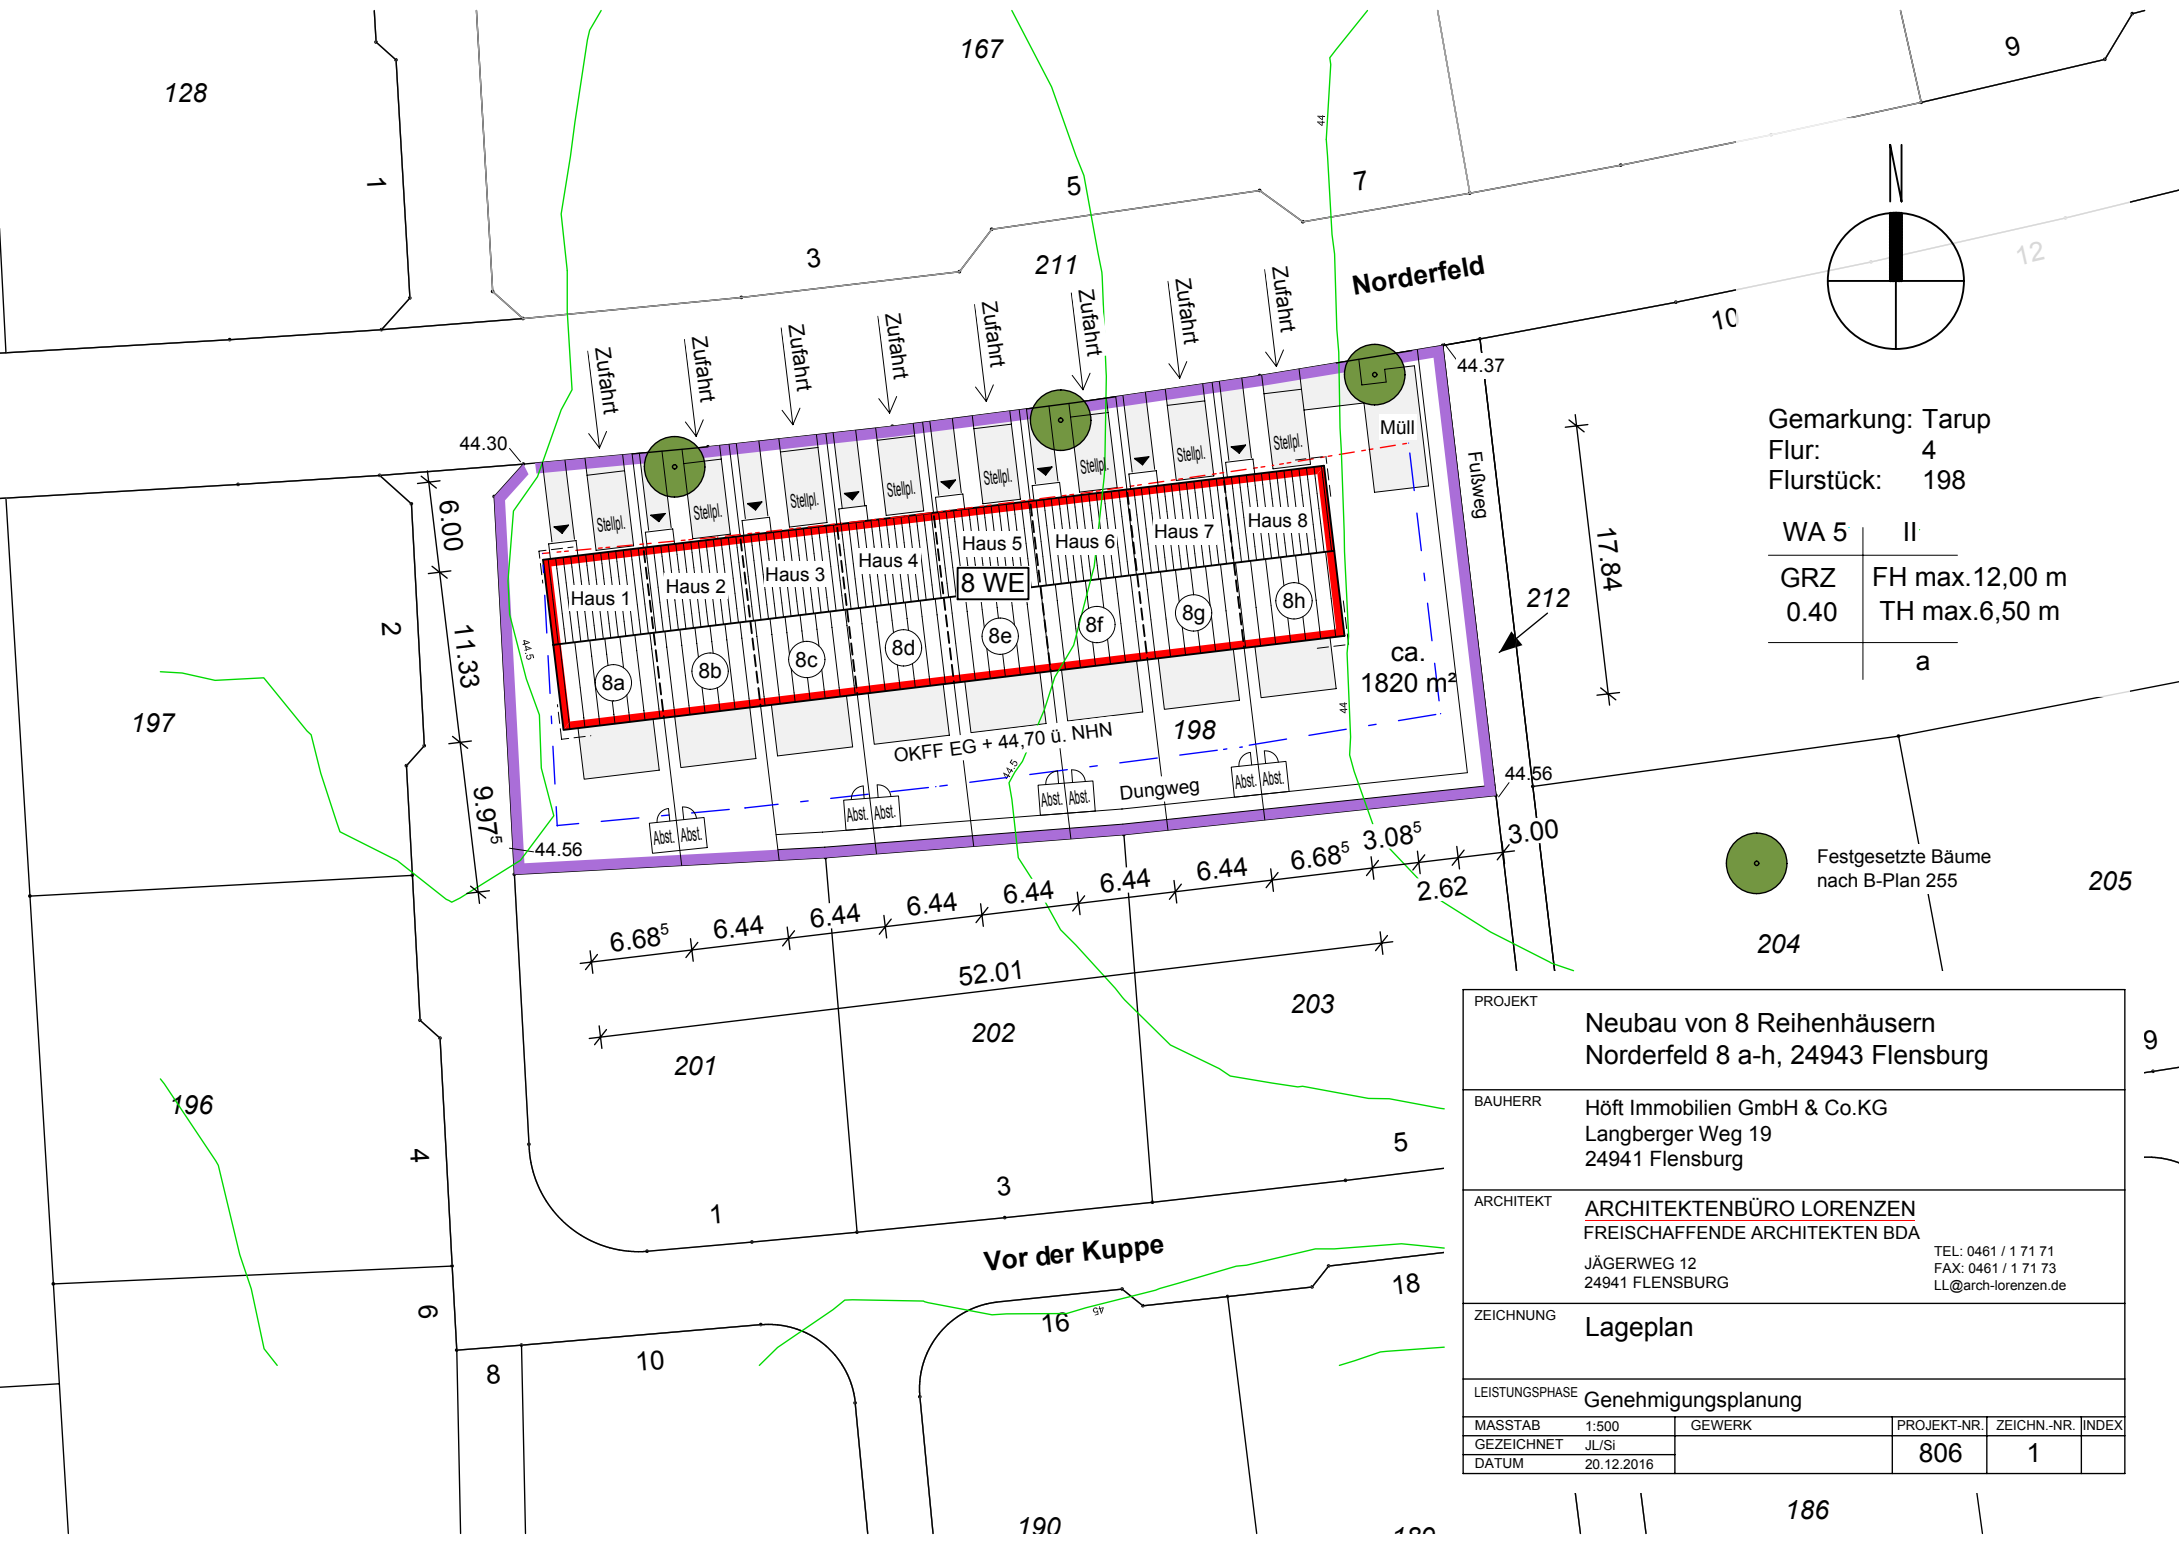 128
167
9
1
5
7
44
3
211
Norderfeld
N
12
10
Zufahrt
Zufahrt
Zufahrt
Zufahrt
Zufahrt
Zufahrt
Zufahrt
Zufahrt
44.30
44.37
Müll
Fußweg
Stellpl.
Stellpl.
Stellpl.
Stellpl.
Stellpl.
Stellpl.
Stellpl.
Stellpl.
Gemarkung: Tarup
Flur: 4
Flurstück: 198
WA 5 II
GRZ FH max.12,00 m
0.40 TH max.6,50 m
a
6.00
11.33
9.97⁵
17.84
212
Haus 1
Haus 2
Haus 3
Haus 4
Haus 5
Haus 6
Haus 7
Haus 8
8 WE
8a
8b
8c
8d
8e
8f
8g
8h
2
44.5
ca.
1820 m²
44
197
198
OKFF EG + 44,70 ü. NHN
44.5
Dungweg
Abst. Abst.
Abst. Abst.
Abst. Abst.
Abst. Abst.
44.56
44.56
6.68⁵
6.44
6.44
6.44
6.44
6.44
6.44
6.68⁵
3.08⁵
2.62
3.00
52.01
Festgesetzte Bäume
nach B-Plan 255
205
204
203
202
201
196
4
6
1
3
5
9
Vor der Kuppe
45
16
18
8
10
190
186
PROJEKT
Neubau von 8 Reihenhäusern
Norderfeld 8 a-h, 24943 Flensburg
BAUHERR
Höft Immobilien GmbH & Co.KG
Langberger Weg 19
24941 Flensburg
ARCHITEKT
ARCHITEKTENBÜRO LORENZEN
FREISCHAFFENDE ARCHITEKTEN BDA
JÄGERWEG 12
24941 FLENSBURG
TEL: 0461 / 1 71 71
FAX: 0461 / 1 71 73
LL@arch-lorenzen.de
ZEICHNUNG
Lageplan
LEISTUNGSPHASE Genehmigungsplanung
MASSTAB 1:500 GEWERK PROJEKT-NR. ZEICHN.-NR. INDEX
GEZEICHNET JL/Si 806 1
DATUM 20.12.2016